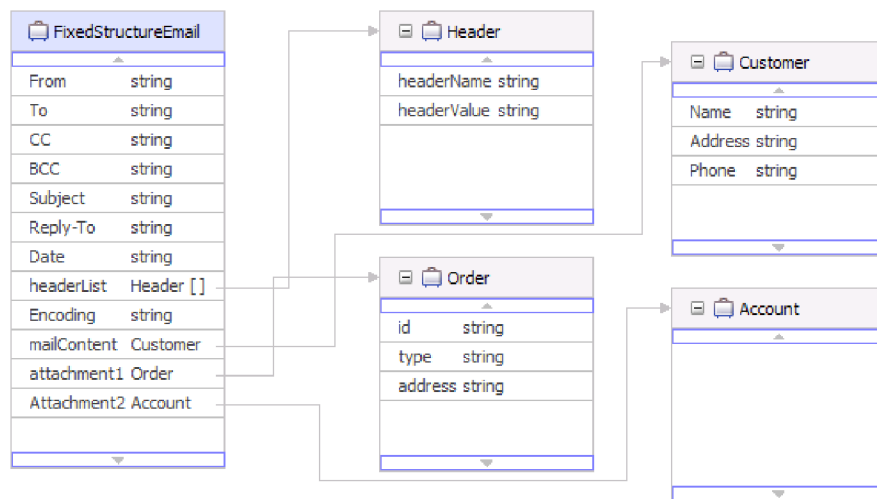 FixedStructureEmail
From string
To string
CC string
BCC string
Subject string
Reply-To string
Date string
headerList Header []
Encoding string
mailContent Customer
attachment1 Order
Attachment2 Account
Header
headerName string
headerValue string
Order
id string
type string
address string
Customer
Name string
Address string
Phone string
Account